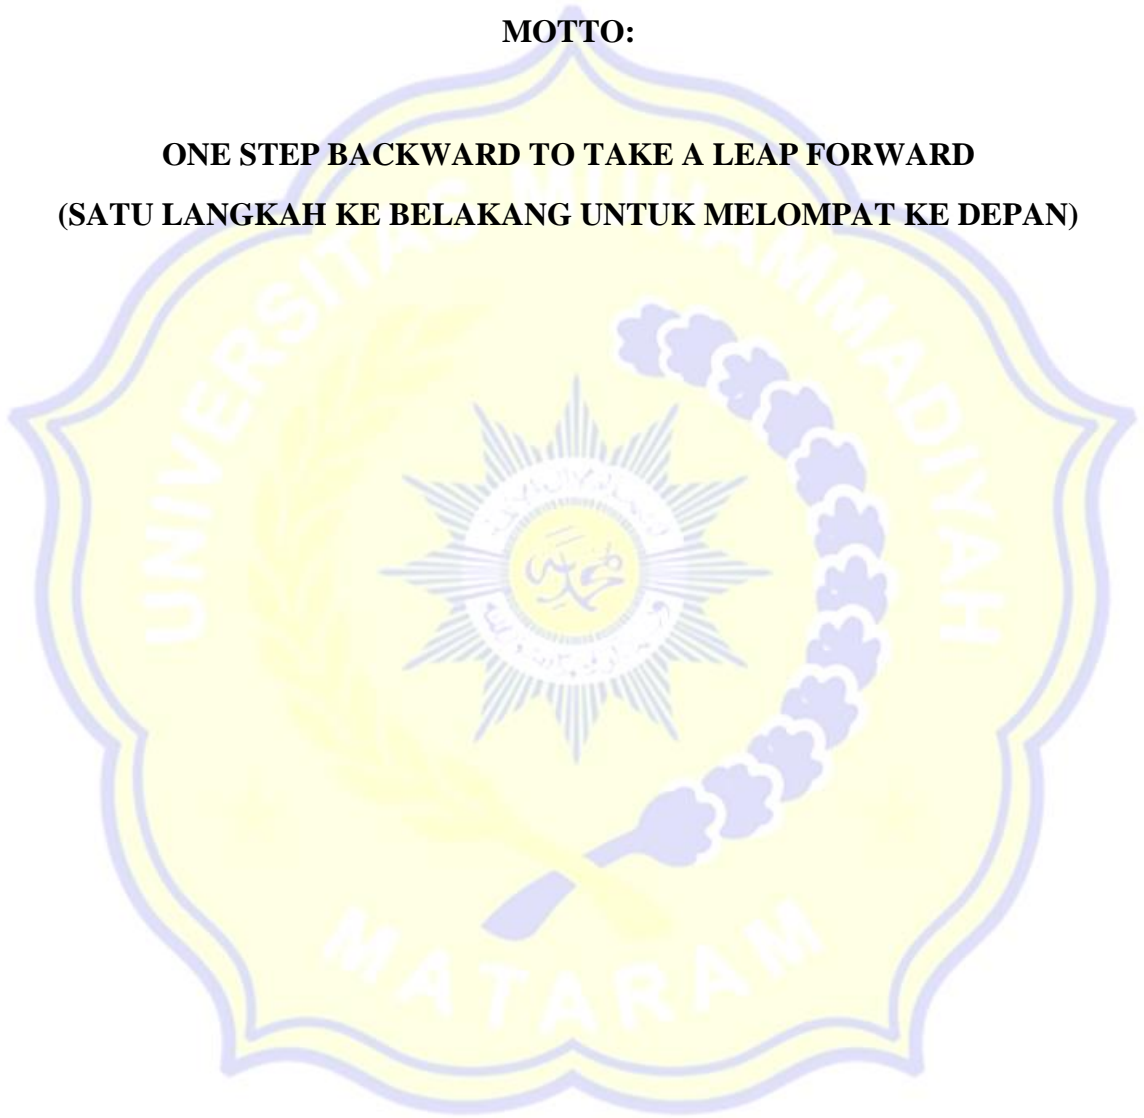 MOTTO:
ONE STEP BACKWARD TO TAKE A LEAP FORWARD
(SATU LANGKAH KE BELAKANG UNTUK MELOMPAT KE DEPAN)
UNIVERSITAS MUHAMMADIYAH
MATARAM